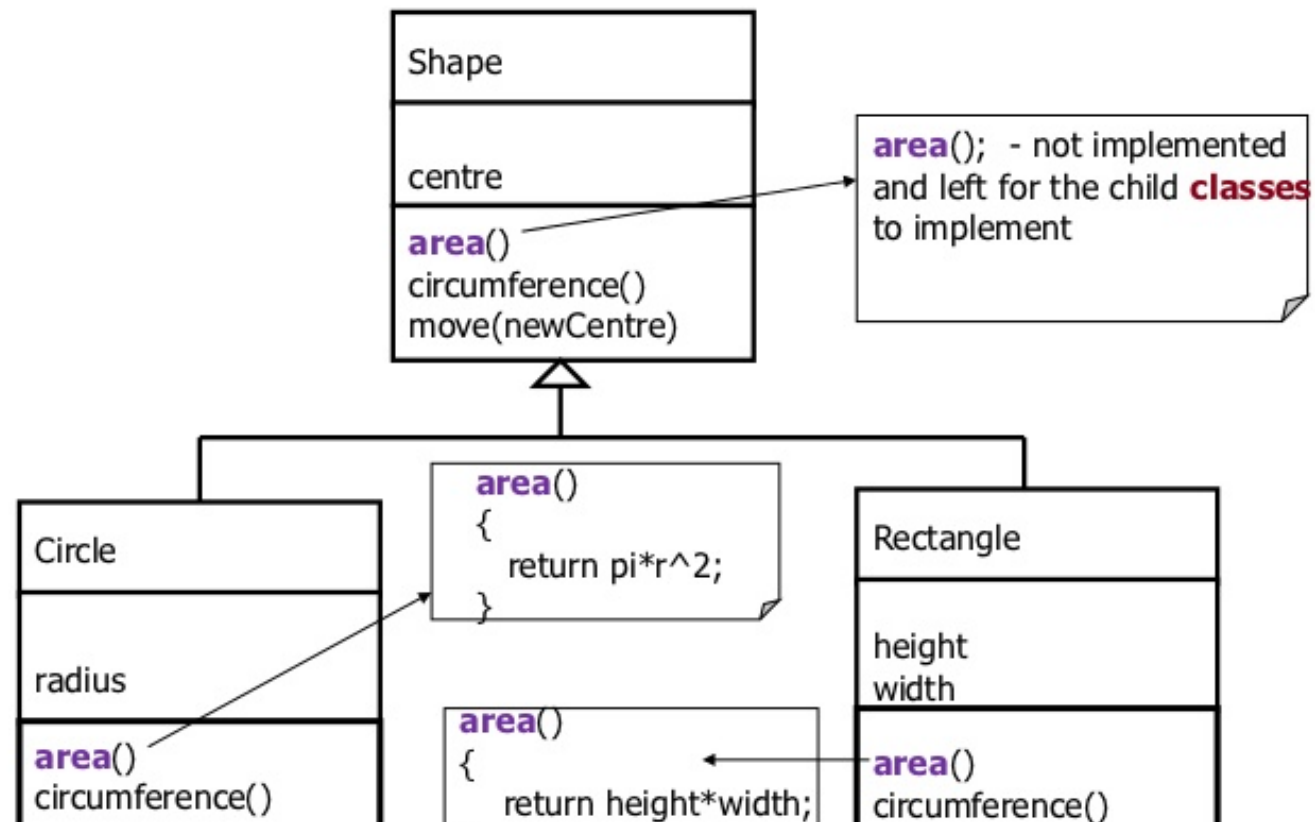 Shape
centre
area()
circumference()
move(newCentre)
area(); - not implemented
and left for the child classes
to implement
Circle
radius
area()
circumference()
area()
{
return pi*r^2;
}
area()
{
return height*width;
Rectangle
height
width
area()
circumference()